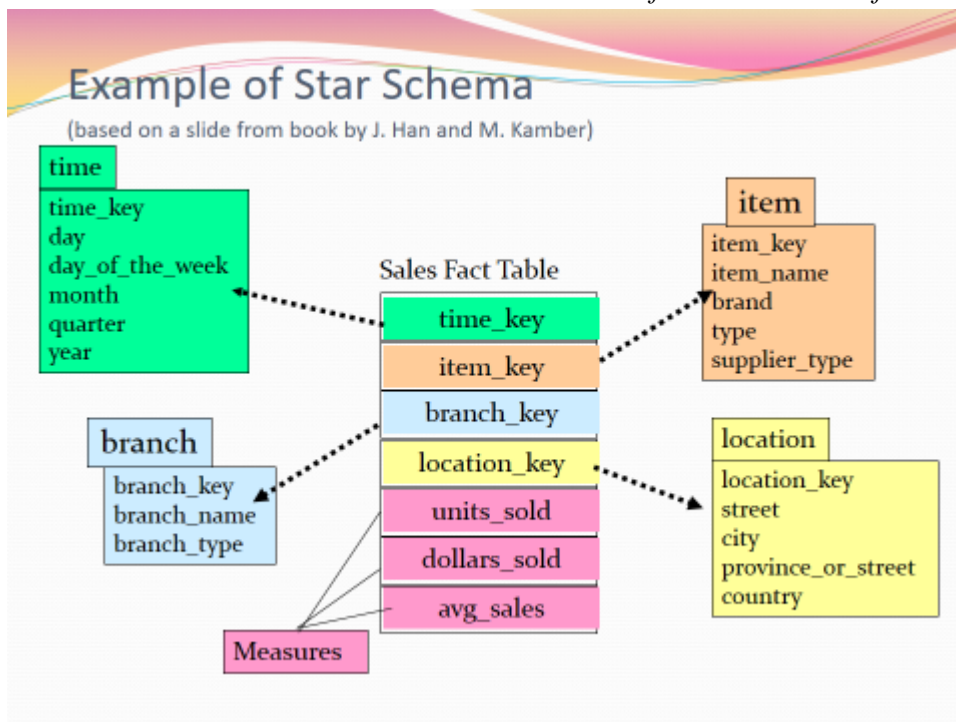 Example of Star Schema
(based on a slide from book by J. Han and M. Kamber)
time
time_key
day
day_of_the_week
month
quarter
year
item
item_key
item_name
brand
type
supplier_type
Sales Fact Table
time_key
item_key
branch_key
location_key
units_sold
dollars_sold
avg_sales
branch
branch_key
branch_name
branch_type
location
location_key
street
city
province_or_street
country
Measures